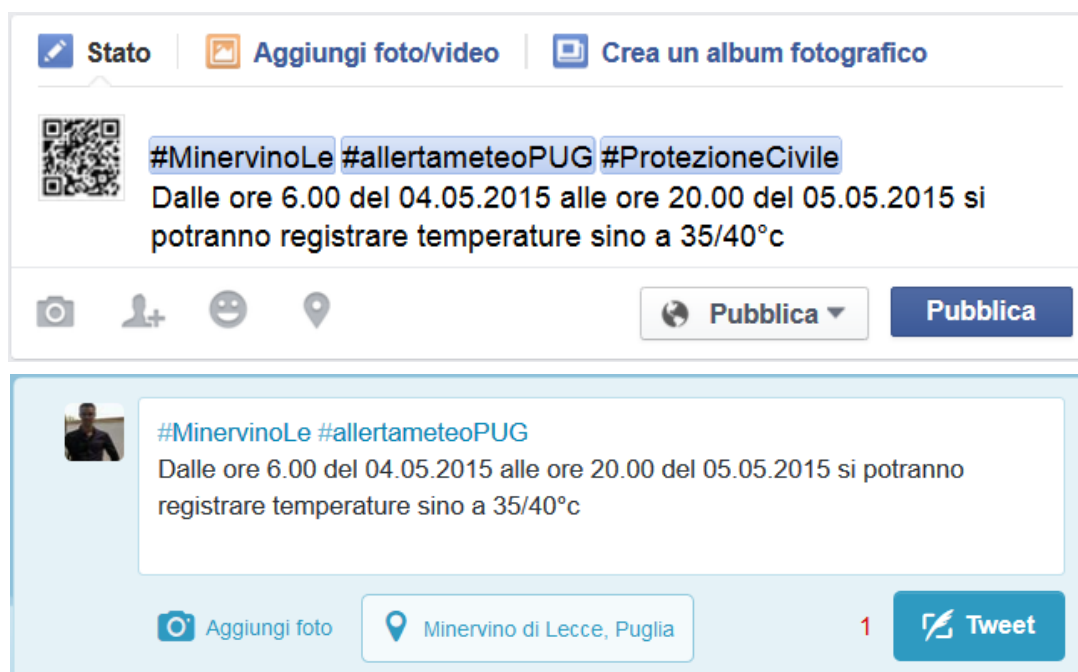 Stato Aggiungi foto/video Crea un album fotografico
#MinervinoLe #allertameteoPUG #ProtezioneCivile
Dalle ore 6.00 del 04.05.2015 alle ore 20.00 del 05.05.2015 si
potranno registrare temperature sino a 35/40°c
Pubblica Pubblica
#MinervinoLe #allertameteoPUG
Dalle ore 6.00 del 04.05.2015 alle ore 20.00 del 05.05.2015 si potranno
registrare temperature sino a 35/40°c
Aggiungi foto Minervino di Lecce, Puglia 1 Tweet